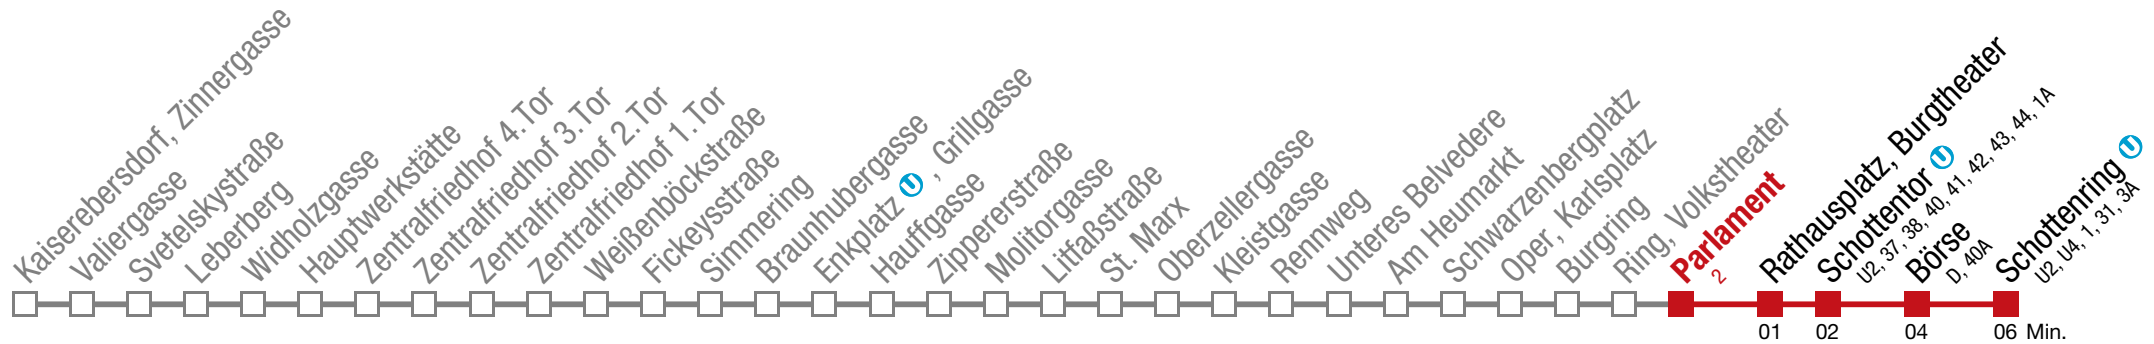 Kaiserebersdorf, Zinnergasse
Valiergasse
Svetelskystraße
Leberberg
Widholzgasse
Hauptwerkstätte
Zentralfriedhof 4.Tor
Zentralfriedhof 3.Tor
Zentralfriedhof 2.Tor
Zentralfriedhof 1.Tor
Weißenböckstraße
Fickeysstraße
Simmering
Braunhubergasse
Enkplatz U , Grillgasse
Hauffgasse
Zippererstraße
Molitorgasse
Litfaßstraße
St. Marx
Oberzellergasse
Kleistgasse
Rennweg
Unteres Belvedere
Am Heumarkt
Schwarzenbergplatz
Oper, Karlsplatz
Burgring
Ring, Volkstheater
Parlament
2
Rathausplatz, Burgtheater
Schottentor U
U2, 37, 38, 40, 41, 42, 43, 44, 1A
Börse
D, 40A
Schottenring U
U2, U4, 1, 31, 3A
01 02 04 06 Min.